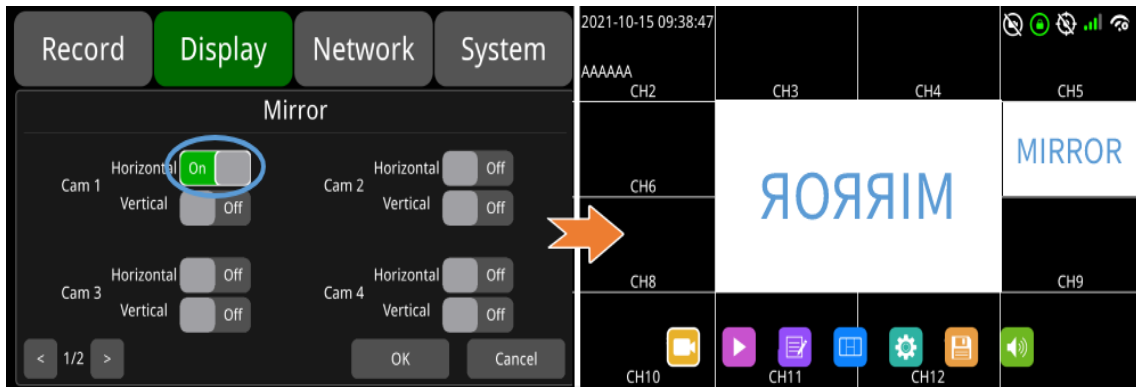 Record Display Network System
Mirror
Cam 1 Horizontal On Cam 2 Horizontal Off
Vertical Off Vertical Off
Cam 3 Horizontal Off Cam 4 Horizontal Off
Vertical Off Vertical Off
< 1/2 > OK Cancel
2021-10-15 09:38:47
AAAAAA
CH2 CH3 CH4 CH5
MIRROR
CH6
MIRROR
CH8 CH9
CH10 CH11 CH12